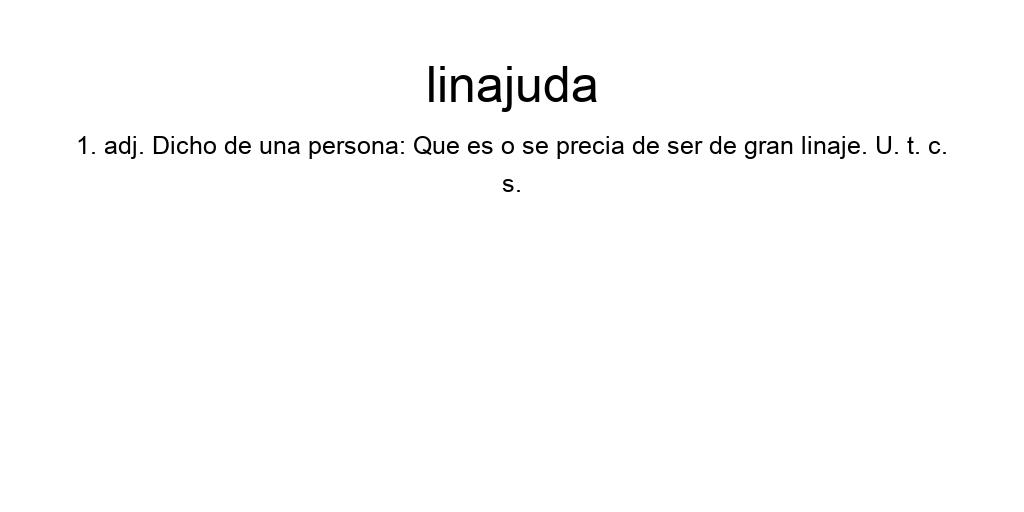 linajuda
1. adj. Dicho de una persona: Que es o se precia de ser de gran linaje. U. t. c.
s.